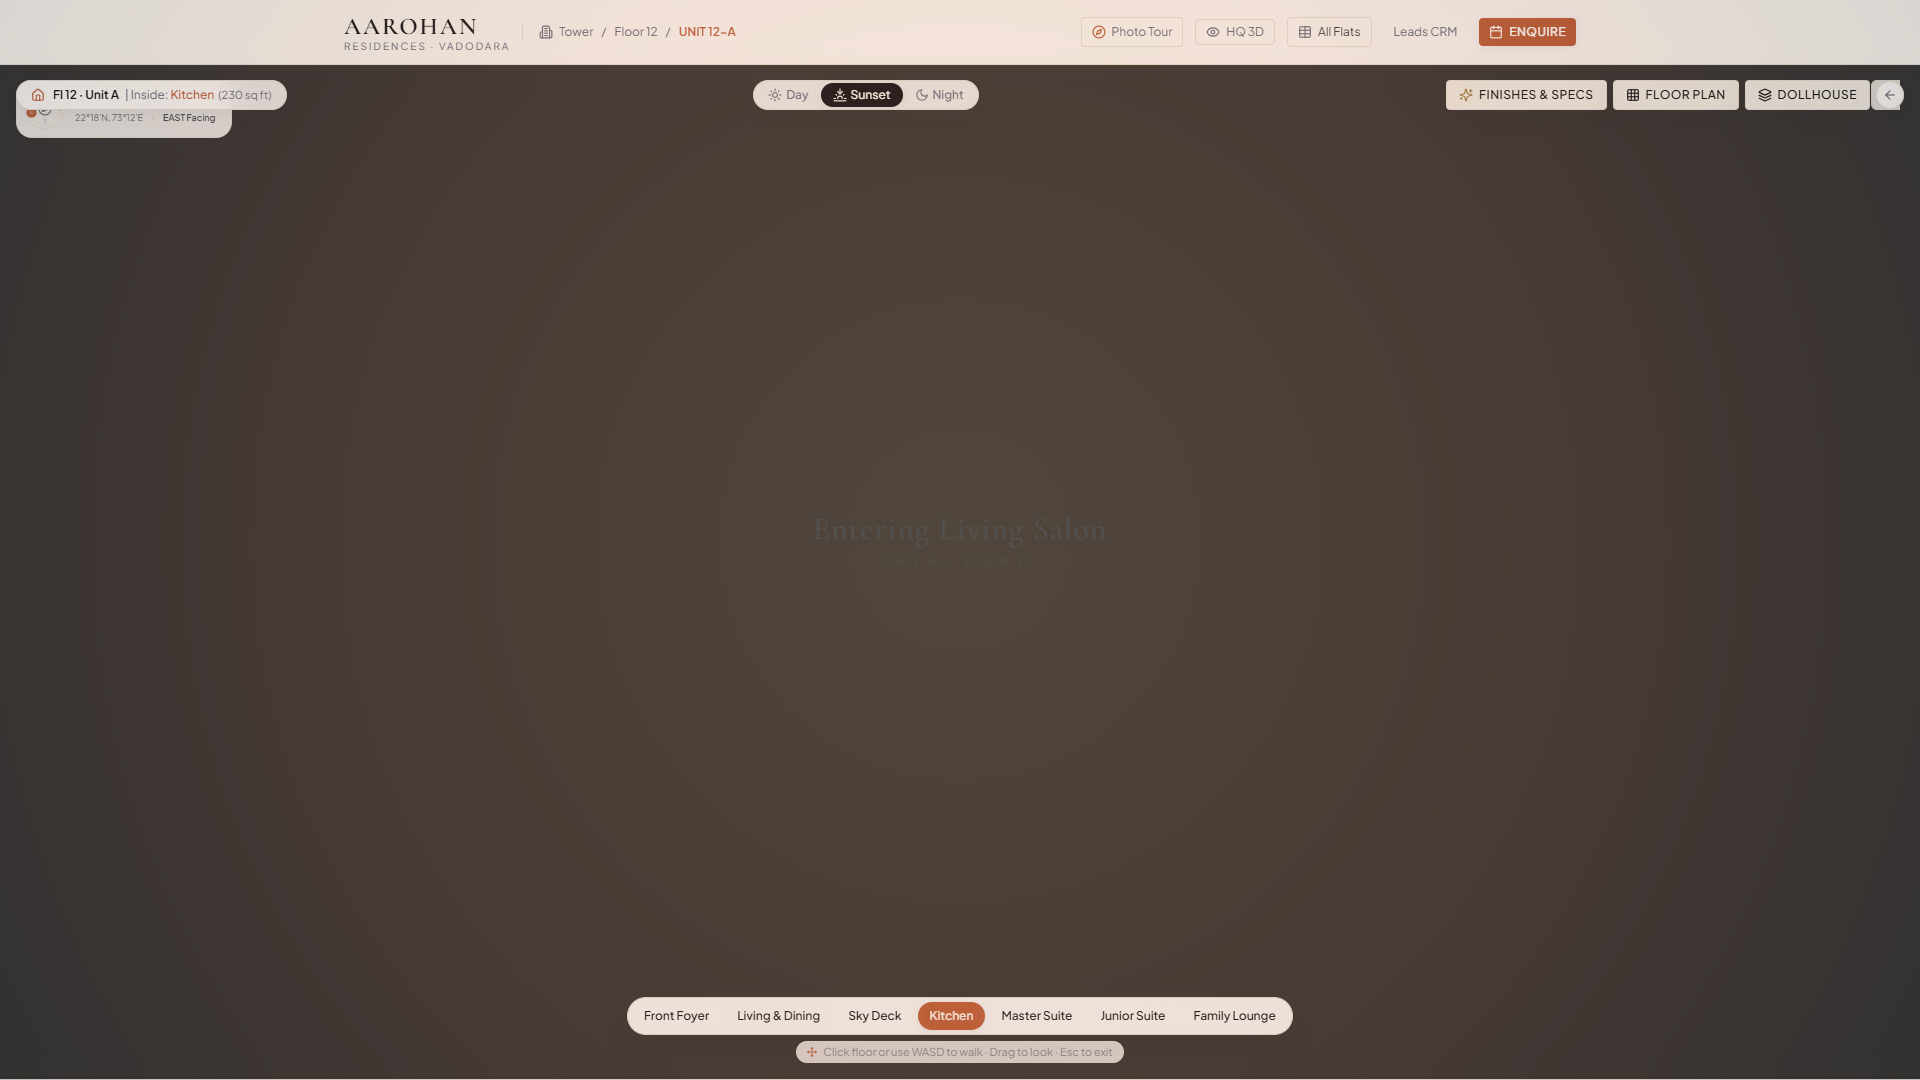 AAROHAN
RESIDENCES · VADODARA
Tower / Floor 12 / UNIT 12-A
Photo Tour
HQ 3D
All Flats
Leads CRM
ENQUIRE
Fl 12 · Unit A | Inside: Kitchen (230 sq ft)
22°18'N, 73°12'E EAST Facing
Day
Sunset
Night
FINISHES & SPECS
FLOOR PLAN
DOLLHOUSE
Entering Living Salon
UNIT A · FLOOR 12
Front Foyer
Living & Dining
Sky Deck
Kitchen
Master Suite
Junior Suite
Family Lounge
Click floor or use WASD to walk · Drag to look · Esc to exit